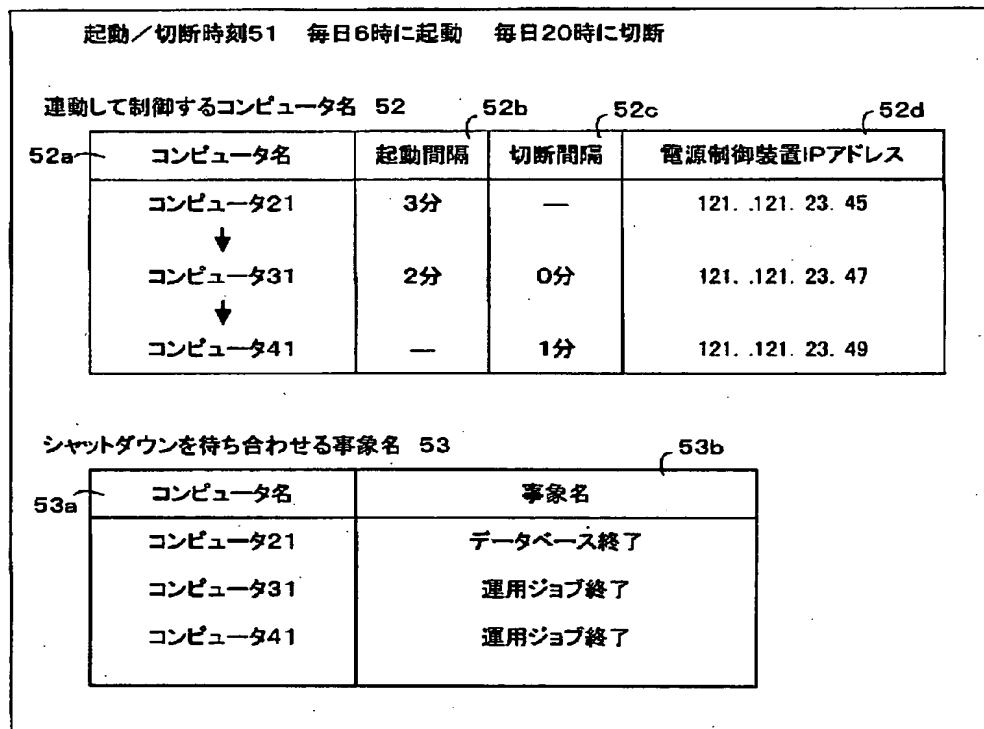 起動／切断時刻51 毎日6時に起動 毎日20時に切断
連動して制御するコンピュータ名 52 52b 52c 52d
52a コンピュータ名 起動間隔 切断間隔 電源制御装置IPアドレス
コンピュータ21 3分 — 121. .121. 23. 45
↓
コンピュータ31 2分 0分 121. .121. 23. 47
↓
コンピュータ41 — 1分 121. .121. 23. 49
シャットダウンを待ち合わせる事象名 53 53b
53a コンピュータ名 事象名
コンピュータ21 データベース終了
コンピュータ31 運用ジョブ終了
コンピュータ41 運用ジョブ終了